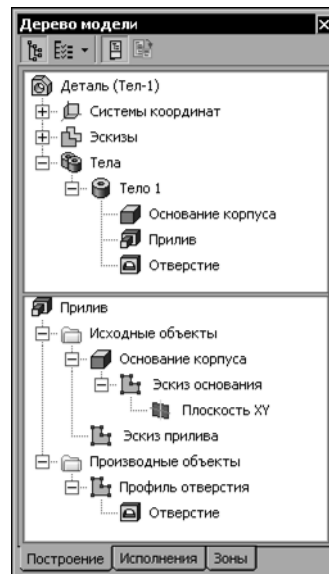 Дерево модели
Деталь (Тел-1)
Системы координат
Эскизы
Тела
Тело 1
Основание корпуса
Прилив
Отверстие
Прилив
Исходные объекты
Основание корпуса
Эскиз основания
Плоскость XY
Эскиз прилива
Производные объекты
Профиль отверстия
Отверстие
Построение Исполнения Зоны